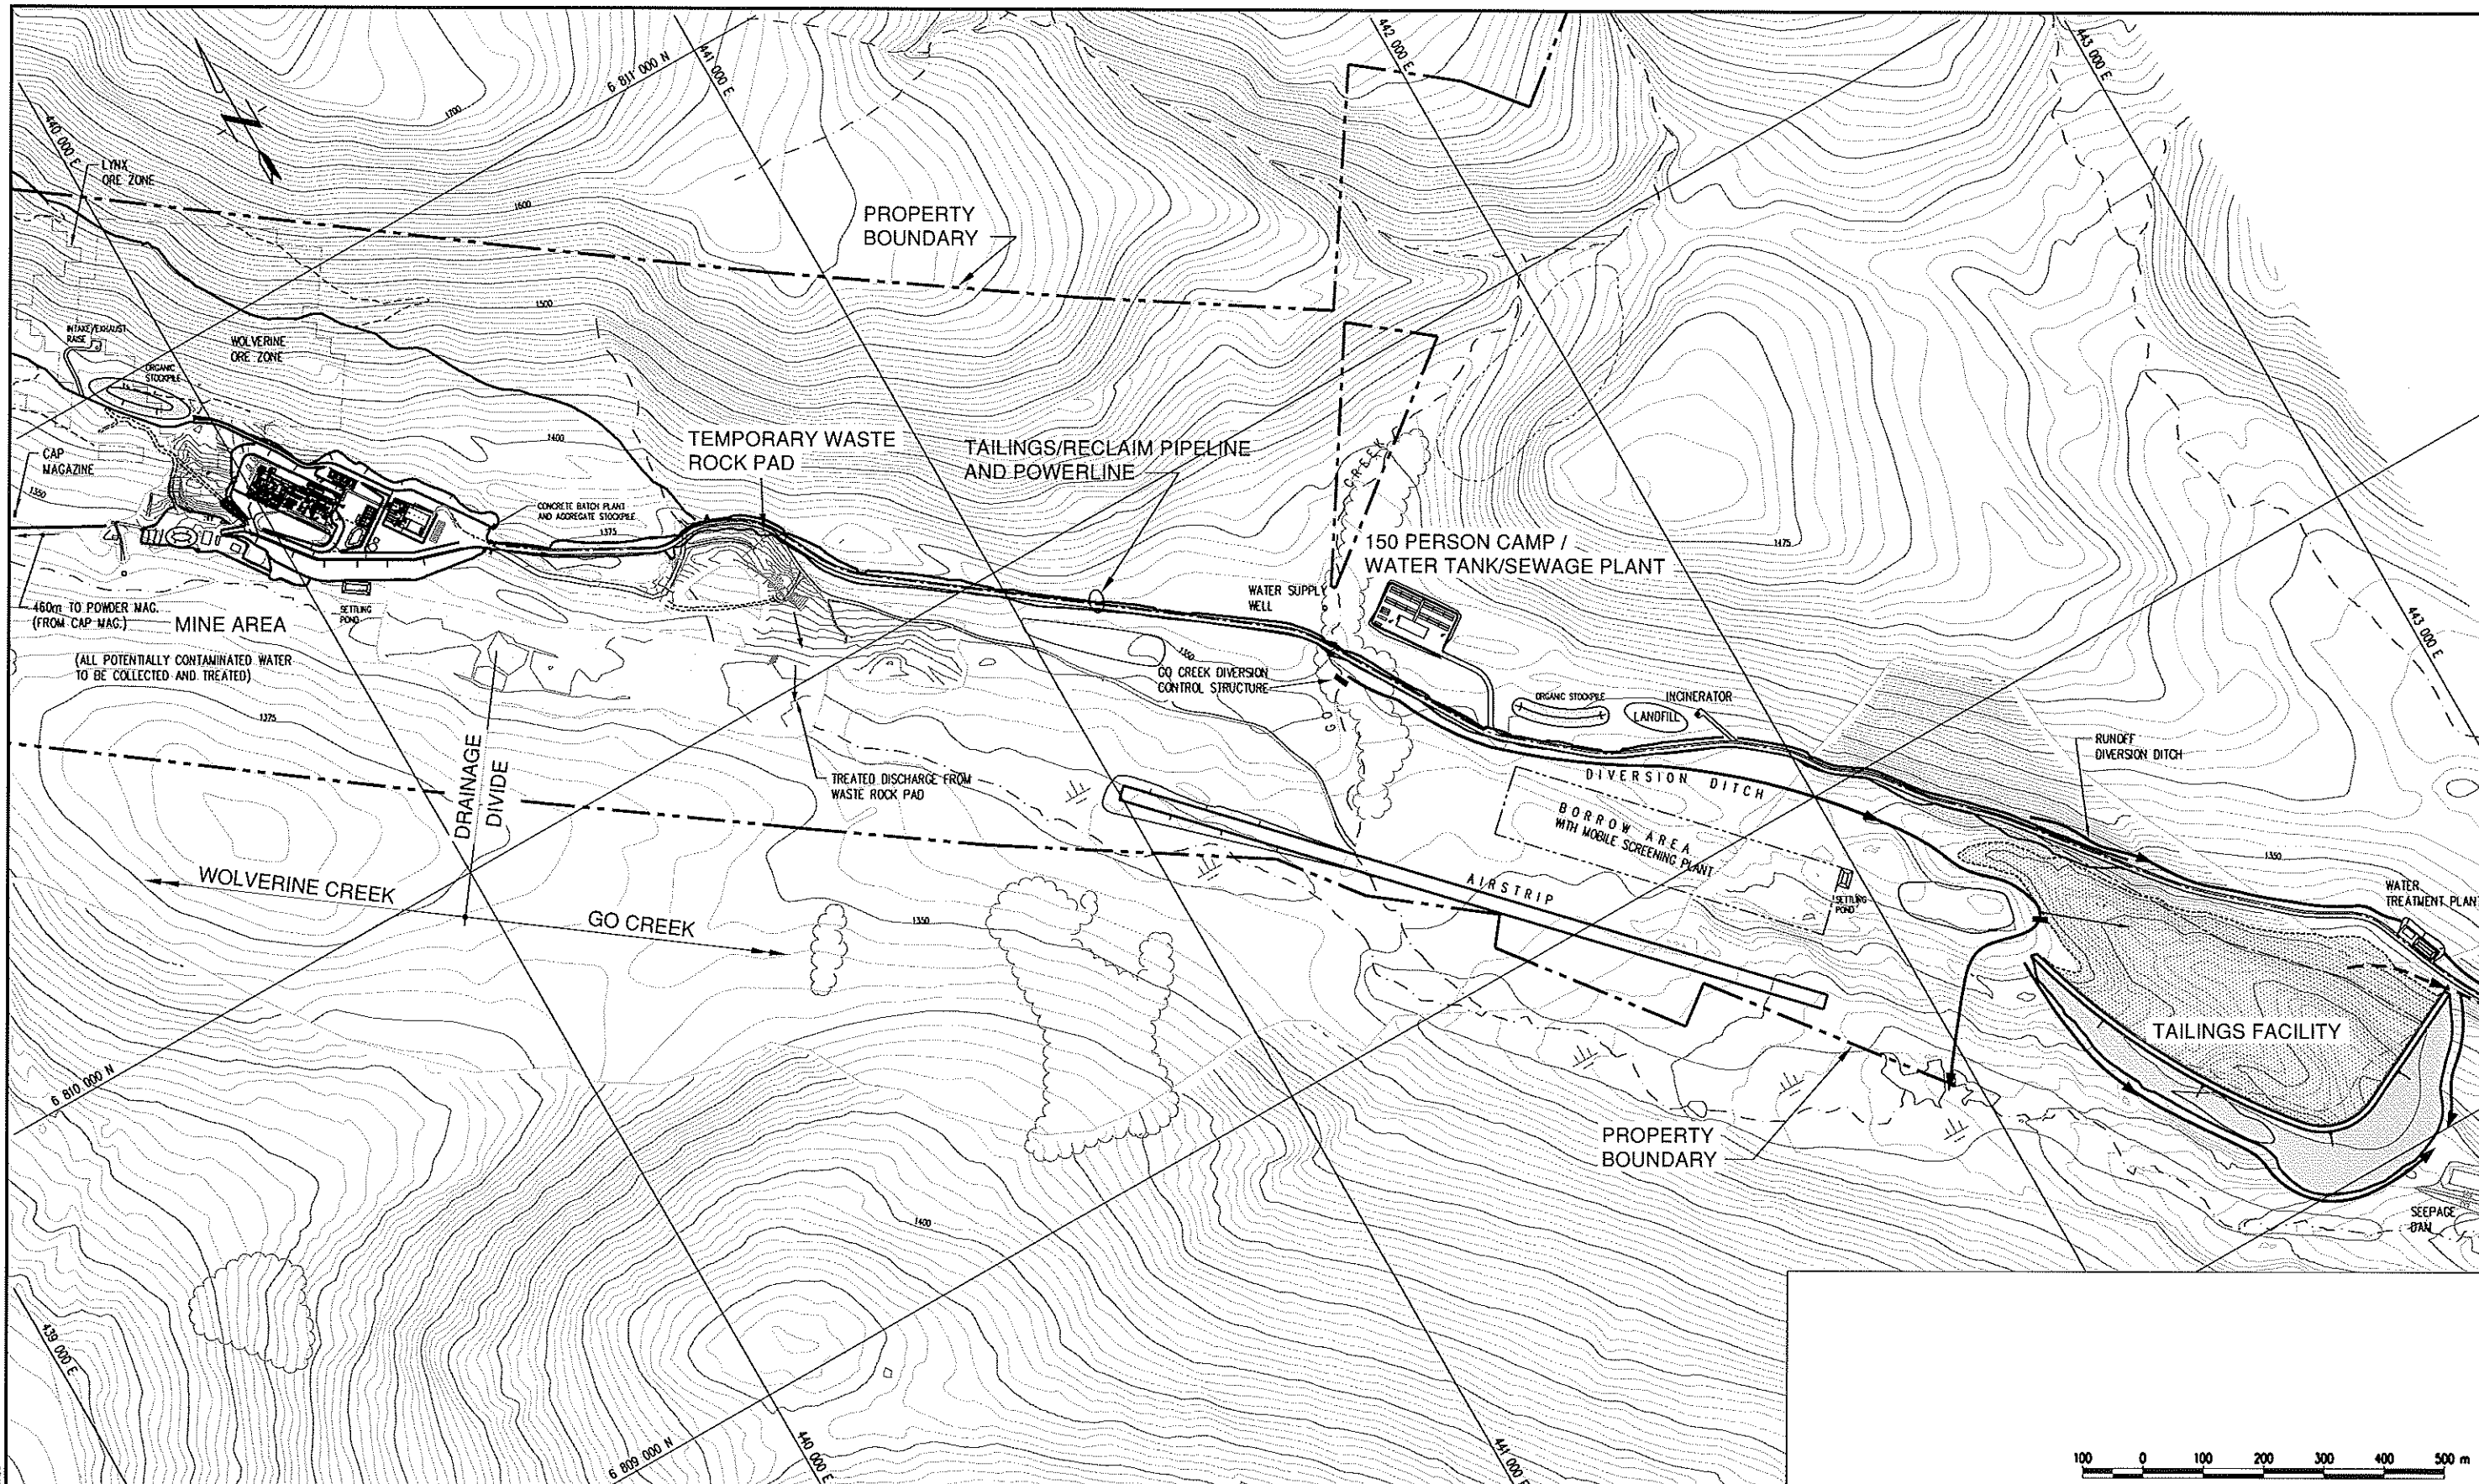 6 811 000 N
441 000 E
442 000 E
443 000 E
440 000 E
1700
LYNX
ORE ZONE
1600
PROPERTY
BOUNDARY
1500
INTAKE/EXHAUST
RAISE
WOLVERINE
ORE ZONE
ORGANIC
STOCKPILE
1400
CAP
MAGAZINE
1350
TEMPORARY WASTE
ROCK PAD
TAILINGS/RECLAIM PIPELINE
AND POWERLINE
CREEK
GO
CONCRETE BATCH PLANT
AND AGGREGATE STOCKPILE
1375
150 PERSON CAMP /
WATER TANK/SEWAGE PLANT
1475
WATER SUPPLY
WELL
460m TO POWDER MAG.
(FROM CAP MAG.)
MINE AREA
SETTLING
POND
(ALL POTENTIALLY CONTAMINATED WATER
TO BE COLLECTED AND TREATED)
1350
GO CREEK DIVERSION
CONTROL STRUCTURE
443 000 E
ORGANIC STOCKPILE
INCINERATOR
LANDFILL
1375
RUNOFF
DIVERSION DITCH
DRAINAGE
DIVIDE
TREATED DISCHARGE FROM
WASTE ROCK PAD
DIVERSION DITCH
BORROW AREA
WITH MOBILE SCREENING PLANT
1350
AIRSTRIP
SETTLING
POND
WATER
TREATMENT PLANT
WOLVERINE CREEK
GO CREEK
1350
TAILINGS FACILITY
6 810 000 N
PROPERTY
BOUNDARY
1400
SEEPAGE
DAM
439 000 E
6 809 000 N
440 000 E
441 000 E
100 0 100 200 300 400 500 m